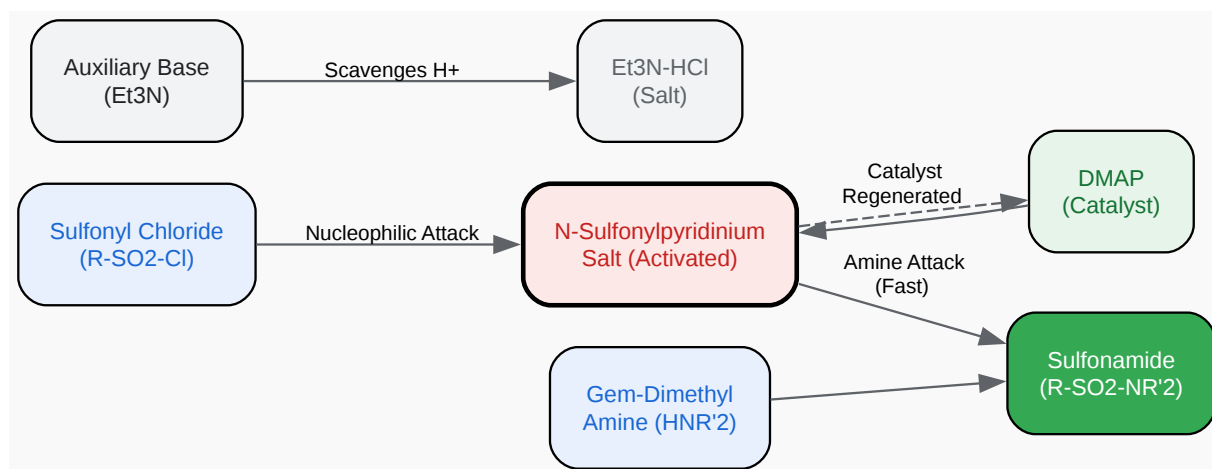 Auxiliary Base
(Et3N)
Scavenges H+
Et3N-HCl
(Salt)
Sulfonyl Chloride
(R-SO2-Cl)
Nucleophilic Attack
N-Sulfonylpyridinium
Salt (Activated)
Catalyst
Regenerated
DMAP
(Catalyst)
Amine Attack
(Fast)
Gem-Dimethyl
Amine (HNR'2)
Sulfonamide
(R-SO2-NR'2)